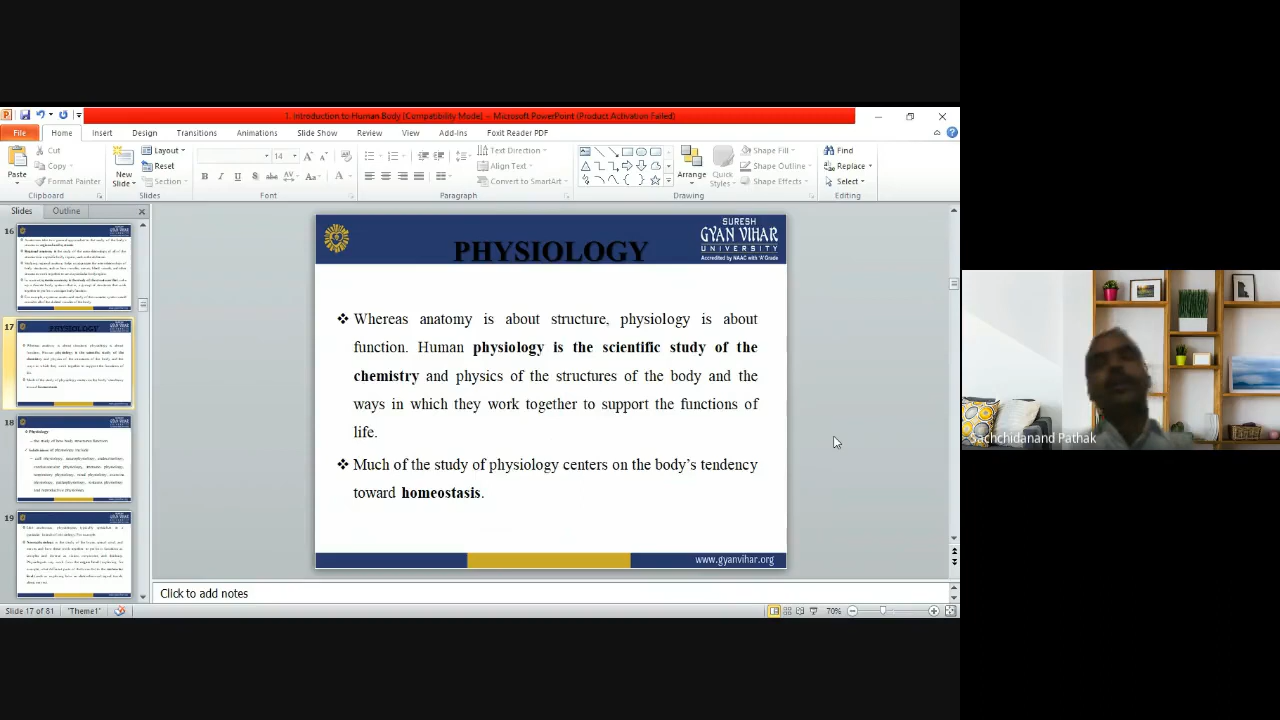 1. Introduction to Human Body [Compatibility Mode] - Microsoft PowerPoint (Product Activation Failed)
File Home Insert Design Transitions Animations Slide Show Review View Add-Ins Foxit Reader PDF
Cut
Copy
Format Painter
Paste
Clipboard
New
Slide
Layout
Reset
Section
Slides
14
Font
Paragraph
Text Direction
Align Text
Convert to SmartArt
Arrange
Quick
Styles
Shape Fill
Shape Outline
Shape Effects
Drawing
Find
Replace
Select
Editing
Slides Outline
16
17
18
19
PHYSIOLOGY
SURESH
GYAN VIHAR
UNIVERSITY
Accredited by NAAC with 'A'Grade
❖ Whereas anatomy is about structure, physiology is about
function. Human physiology is the scientific study of the
chemistry and physics of the structures of the body and the
ways in which they work together to support the functions of
life.
❖ Much of the study of physiology centers on the body's tendency
toward homeostasis.
www.gyanvihar.org
Click to add notes
Slide 17 of 81 "Theme1" 70%
Sachchidanand Pathak